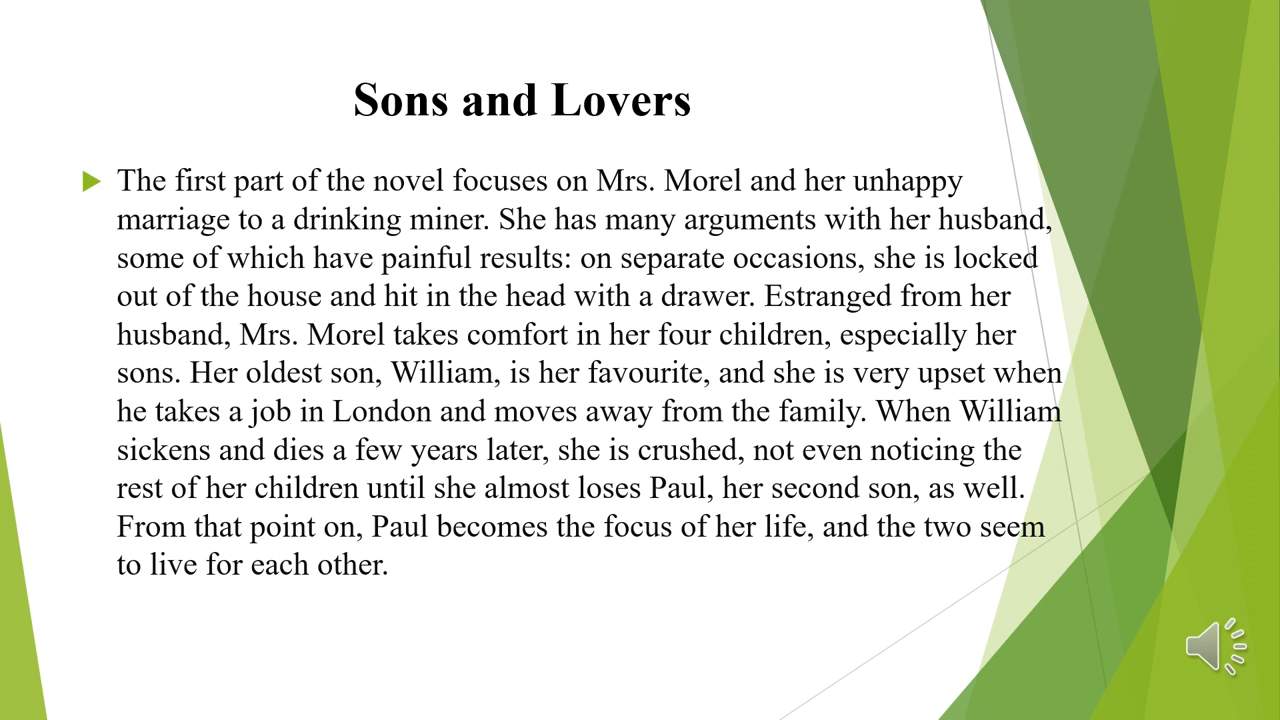 Sons and Lovers
The first part of the novel focuses on Mrs. Morel and her unhappy
marriage to a drinking miner. She has many arguments with her husband,
some of which have painful results: on separate occasions, she is locked
out of the house and hit in the head with a drawer. Estranged from her
husband, Mrs. Morel takes comfort in her four children, especially her
sons. Her oldest son, William, is her favourite, and she is very upset when
he takes a job in London and moves away from the family. When William
sickens and dies a few years later, she is crushed, not even noticing the
rest of her children until she almost loses Paul, her second son, as well.
From that point on, Paul becomes the focus of her life, and the two seem
to live for each other.